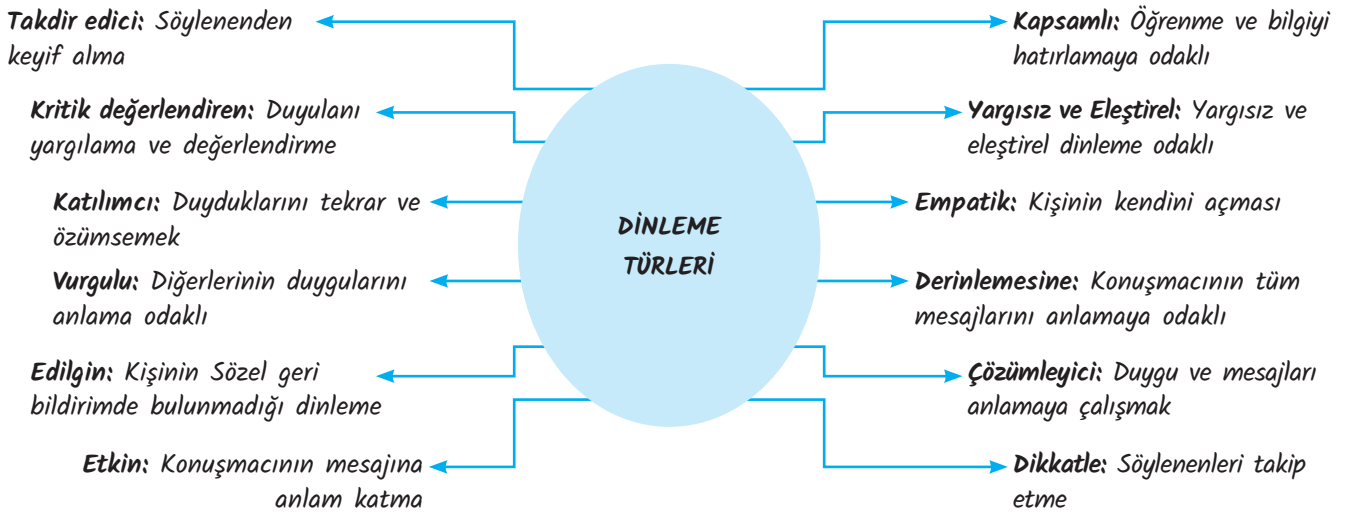 Takdir edici: Söylenenden
keyif alma
Kritik değerlendiren: Duyulanı
yargılama ve değerlendirme
Katılımcı: Duyduklarını tekrar ve
özümsemek
Vurgulu: Diğerlerinin duygularını
anlama odaklı
Edilgin: Kişinin Sözel geri
bildirimde bulunmadığı dinleme
Etkin: Konuşmacının mesajına
anlam katma
DİNLEME
TÜRLERİ
Kapsamlı: Öğrenme ve bilgiyi
hatırlamaya odaklı
Yargısız ve Eleştirel: Yargısız ve
eleştirel dinleme odaklı
Empatik: Kişinin kendini açması
Derinlemesine: Konuşmacının tüm
mesajlarını anlamaya odaklı
Çözümleyici: Duygu ve mesajları
anlamaya çalışmak
Dikkatle: Söylenenleri takip
etme